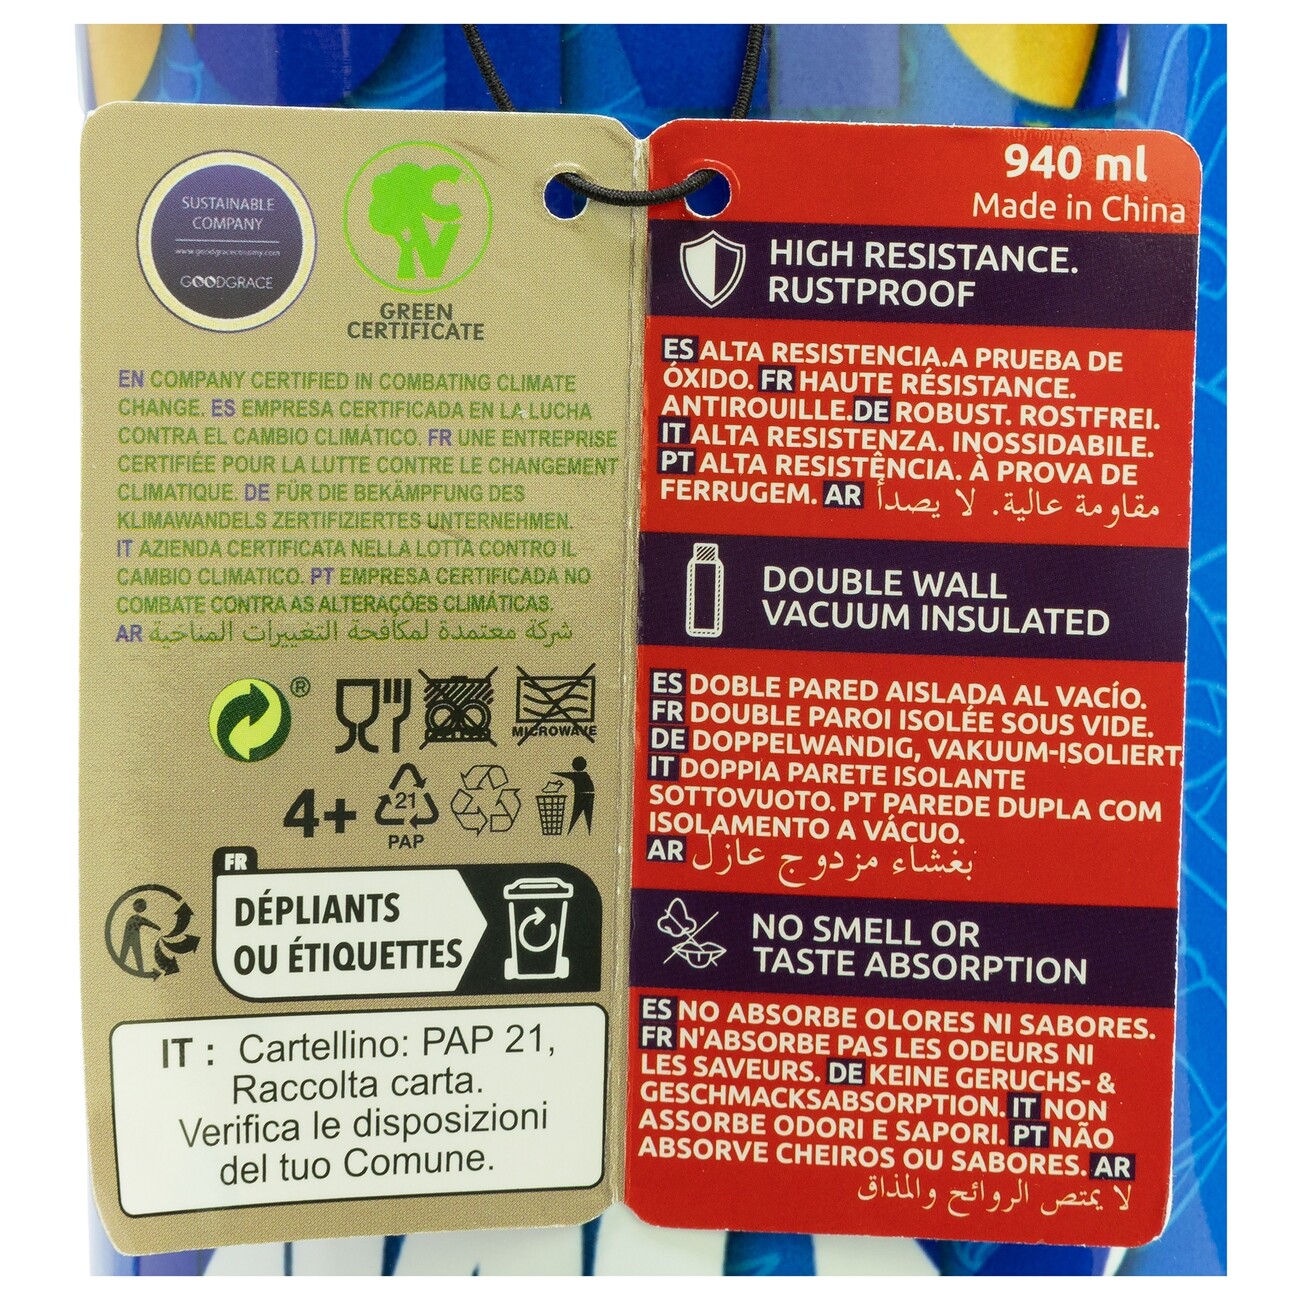 SUSTAINABLE
COMPANY
www.goodgraceconomy.com
GOODGRACE
GREEN
CERTIFICATE
EN COMPANY CERTIFIED IN COMBATING CLIMATE
CHANGE. ES EMPRESA CERTIFICADA EN LA LUCHA
CONTRA EL CAMBIO CLIMÁTICO. FR UNE ENTREPRISE
CERTIFIÉE POUR LA LUTTE CONTRE LE CHANGEMENT
CLIMATIQUE. DE FÜR DIE BEKÄMPFUNG DES
KLIMAWANDELS ZERTIFIZIERTES UNTERNEHMEN.
IT AZIENDA CERTIFICATA NELLA LOTTA CONTRO IL
CAMBIO CLIMATICO. PT EMPRESA CERTIFICADA NO
COMBATE CONTRA AS ALTERAÇÕES CLIMÁTICAS.
AR شركة معتمدة لمكافحة التغييرات المناخية
®
MICROWAVE
4+
21
PAP
FR
DÉPLIANTS
OU ÉTIQUETTES
IT : Cartellino: PAP 21,
Raccolta carta.
Verifica le disposizioni
del tuo Comune.
940 ml
Made in China
HIGH RESISTANCE.
RUSTPROOF
ES ALTA RESISTENCIA..A PRUEBA DE
ÓXIDO. FR HAUTE RÉSISTANCE.
ANTIROUILLE.DE ROBUST. ROSTFREI.
IT ALTA RESISTENZA. INOSSIDABILE.
PT ALTA RESISTÊNCIA. À PROVA DE
FERRUGEM. AR مقاومة عالية. لا يصدأ
DOUBLE WALL
VACUUM INSULATED
ES DOBLE PARED AISLADA AL VACÍO.
FR DOUBLE PAROI ISOLÉE SOUS VIDE.
DE DOPPELWANDIG, VAKUUM-ISOLIERT.
IT DOPPIA PARETE ISOLANTE
SOTTOVUOTO. PT PAREDE DUPLA COM
ISOLAMENTO A VÁCUO.
AR بغشاء مزدوج عازل
NO SMELL OR
TASTE ABSORPTION
ES NO ABSORBE OLORES NI SABORES.
FR N'ABSORBE PAS LES ODEURS NI
LES SAVEURS. DE KEINE GERUCHS- &
GESCHMACKSABSORPTION. IT NON
ASSORBE ODORI E SAPORI. PT NÃO
ABSORVE CHEIROS OU SABORES. AR
لا يمتص الروائح والمذاق